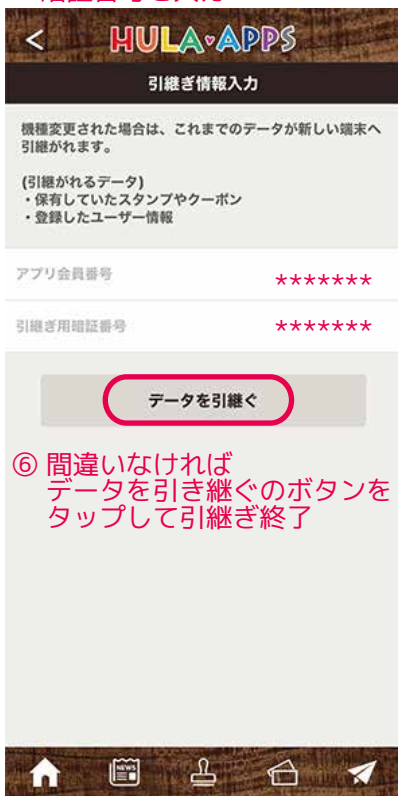 HULA♥APPS
引継ぎ情報入力
機種変更された場合は、これまでのデータが新しい端末へ
引継がれます。
(引継がれるデータ)
・保有していたスタンプやクーポン
・登録したユーザー情報
アプリ会員番号 *******
引継ぎ用暗証番号 *******
データを引継ぐ
⑥ 間違いなければ
データを引き継ぐのボタンを
タップして引継ぎ終了
NEWS